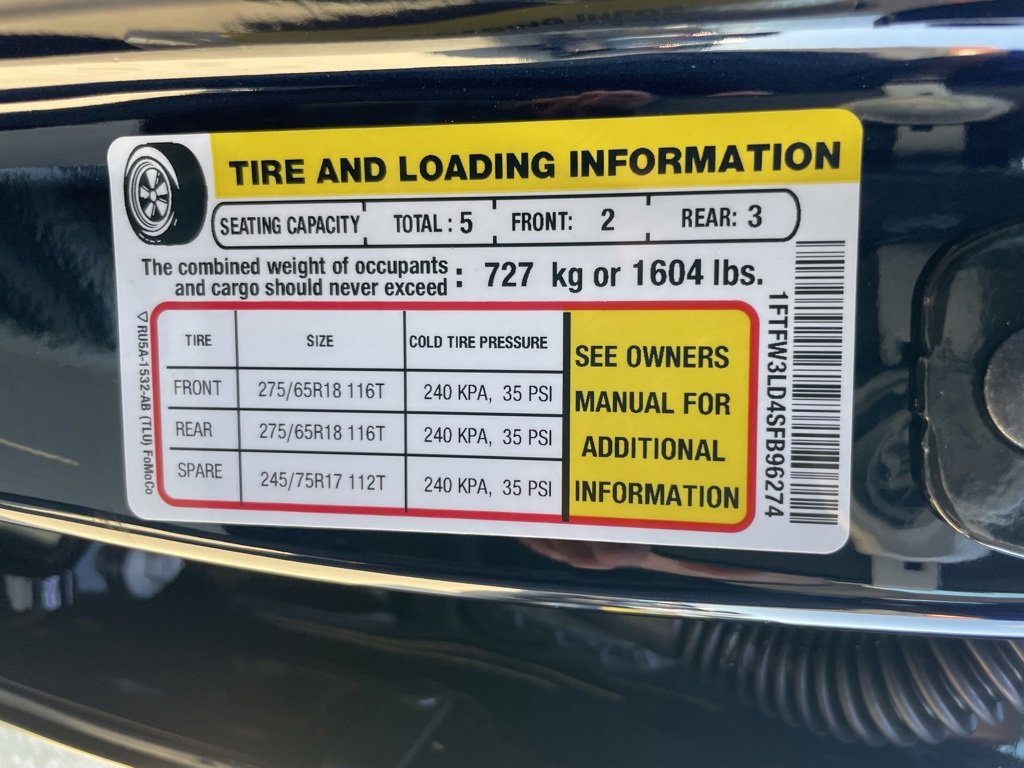 TIRE AND LOADING INFORMATION
SEATING CAPACITY TOTAL : 5 FRONT: 2 REAR: 3
The combined weight of occupants
and cargo should never exceed : 727 kg or 1604 lbs.
TIRE SIZE COLD TIRE PRESSURE
FRONT 275/65R18 116T 240 KPA, 35 PSI
REAR 275/65R18 116T 240 KPA, 35 PSI
SPARE 245/75R17 112T 240 KPA, 35 PSI
SEE OWNERS
MANUAL FOR
ADDITIONAL
INFORMATION
RU5A-1532-AB (TLU) FoMoCo
1FTFW3LD4SFB96274